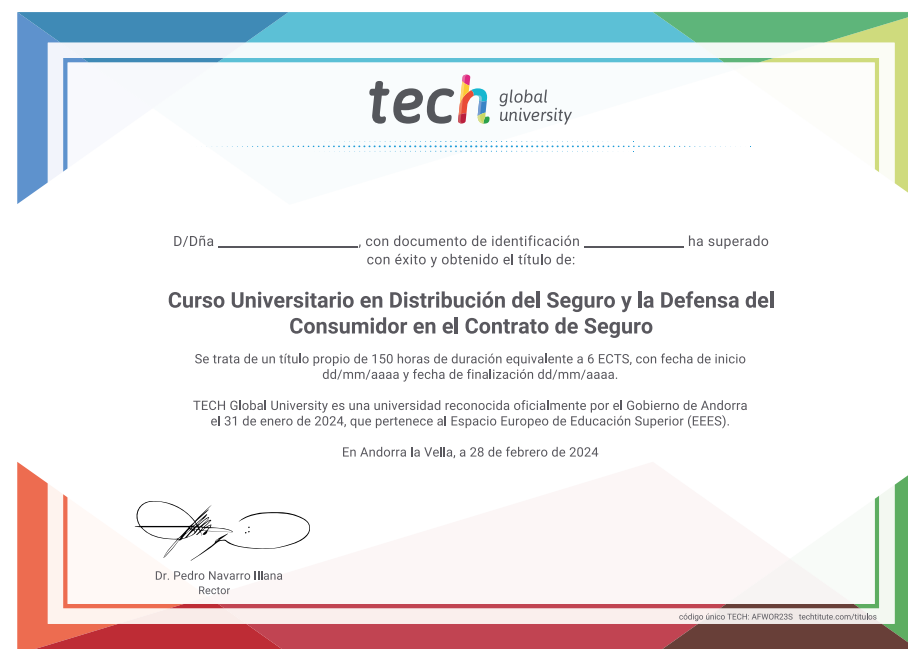 tech global university
D/Dña ____________, con documento de identificación ____________ ha superado
con éxito y obtenido el título de:
Curso Universitario en Distribución del Seguro y la Defensa del
Consumidor en el Contrato de Seguro
Se trata de un título propio de 150 horas de duración equivalente a 6 ECTS, con fecha de inicio
dd/mm/aaaa y fecha de finalización dd/mm/aaaa.
TECH Global University es una universidad reconocida oficialmente por el Gobierno de Andorra
el 31 de enero de 2024, que pertenece al Espacio Europeo de Educación Superior (EEES).
En Andorra la Vella, a 28 de febrero de 2024
Dr. Pedro Navarro Illana
Rector
código único TECH: AFWOR23S techtitute.com/titulos